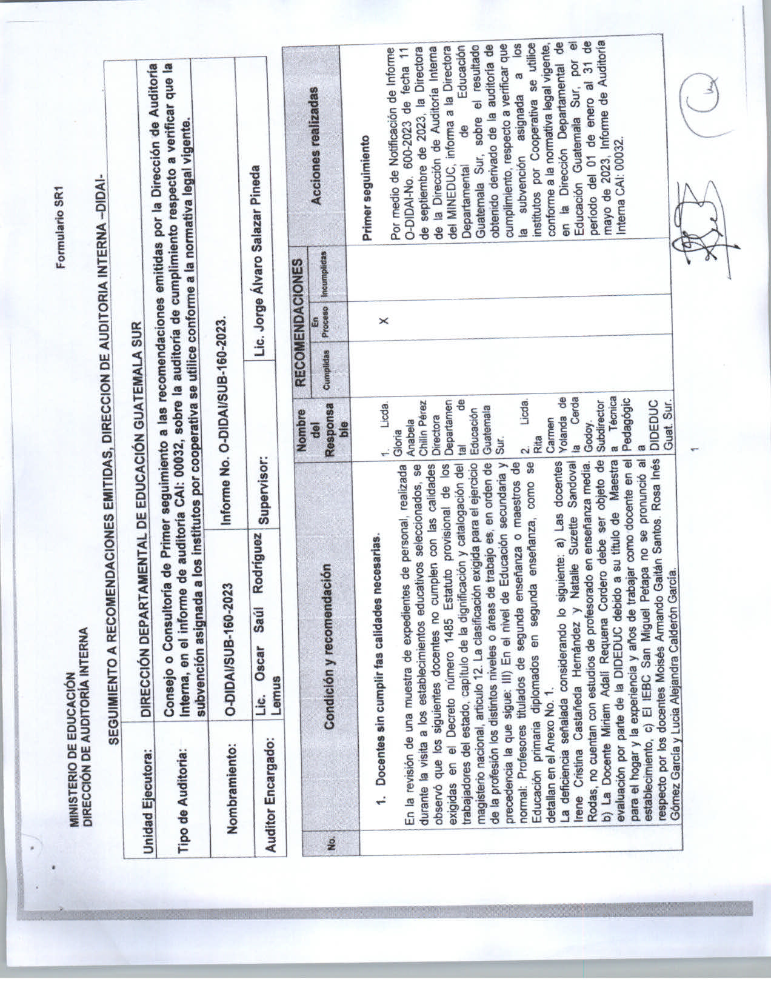 MINISTERIO DE EDUCACIÓN
DIRECCIÓN DE AUDITORÍA INTERNA
Formulario SR1
SEGUIMIENTO A RECOMENDACIONES EMITIDAS, DIRECCION DE AUDITORIA INTERNA –DIDAI-
Unidad Ejecutora:
DIRECCIÓN DEPARTAMENTAL DE EDUCACIÓN GUATEMALA SUR
Tipo de Auditoria:
Consejo o Consultoría de Primer seguimiento a las recomendaciones emitidas por la Dirección de Auditoría
Interna, en el informe de auditoría CAI: 00032, sobre la auditoría de cumplimiento respecto a verificar que la
subvención asignada a los institutos por cooperativa se utilice conforme a la normativa legal vigente.
Nombramiento:
O-DIDAI/SUB-160-2023
Informe No. O-DIDAI/SUB-160-2023.
Auditor Encargado:
Lic. Oscar Saúl Rodríguez
Lemus
Supervisor:
Lic. Jorge Álvaro Salazar Pineda
No.
Condición y recomendación
Nombre
del
Responsa
ble
RECOMENDACIONES
Cumplidas
En
Proceso
Incumplidas
Acciones realizadas
1. Docentes sin cumplir fas calidades necesarias.
En la revisión de una muestra de expedientes de personal, realizada
durante la visita a los establecimientos educativos seleccionados, se
observó que los siguientes docentes no cumplen con las calidades
exigidas en el Decreto número 1485 Estatuto provisional de los
trabajadores del estado, capítulo de la dignificación y catalogación del
magisterio nacional, articulo 12. La clasificación exigida para el ejercicio
de la profesión los distintos niveles o áreas de trabajo es, en orden de
precedencia la que sigue: III) En el nivel de Educación secundaria y
normal: Profesores titulados de segunda enseñanza o maestros de
Educación primaria diplomados en segunda enseñanza, como se
detallan en el Anexo No. 1.
La deficiencia señalada considerando lo siguiente: a) Las docentes
Irene Cristina Castañeda Hernández y Natalie Suzette Sandoval
Rodas, no cuentan con estudios de profesorado en enseñanza media.
b) La Docente Miriam Adalí Requena Cordero debe ser objeto de
evaluación por parte de la DIDEDUC debido a su título de Maestra
para el hogar y la experiencia y años de trabajar como docente en el
establecimiento, c) El IEBC San Miguel Petapa no se pronunció al
respecto por los docentes Moisés Armando Gaitán Santos. Rosa Inés
Gómez García y Lucia Alejandra Calderón García.
1. Licda.
Gloria
Anabela
Chilín Pérez
Directora
Departamen
tal de
Educación
Guatemala
Sur.
2. Licda.
Rita
Carmen
Yolanda de
la Cerda
Godoy.
Subdirector
a Técnica
Pedagógic
a
DIDEDUC
Guat. Sur.
X
Primer seguimiento
Por medio de Notificación de Informe
O-DIDAI-No. 600-2023 de fecha 11
de septiembre de 2023, la Directora
de la Dirección de Auditoría Interna
del MINEDUC, informa a la Directora
Departamental de Educación
Guatemala Sur, sobre el resultado
obtenido derivado de la auditoría de
cumplimiento, respecto a verificar que
la subvención asignada a los
institutos por Cooperativa se utilice
conforme a la normativa legal vigente,
en la Dirección Departamental de
Educación Guatemala Sur, por el
período del 01 de enero al 31 de
mayo de 2023, Informe de Auditoría
Interna CAI: 00032.
1